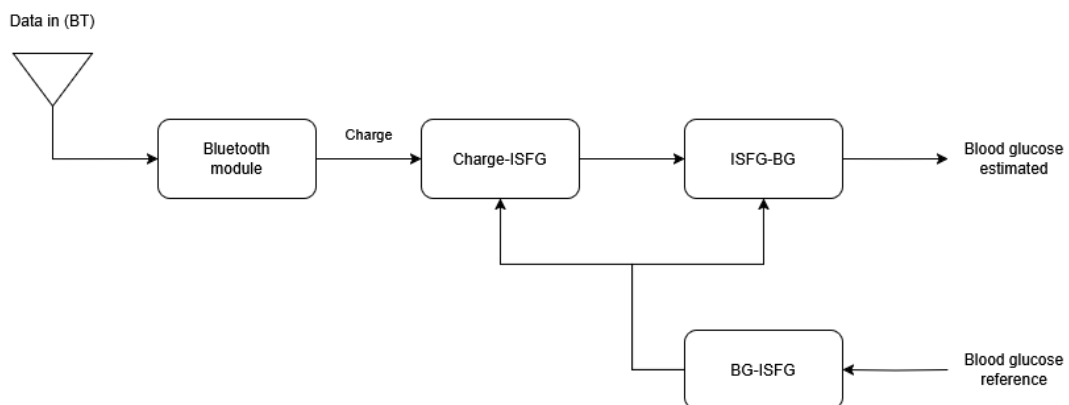 Data in (BT)
Bluetooth
module
Charge
Charge-ISFG
ISFG-BG
Blood glucose
estimated
BG-ISFG
Blood glucose
reference